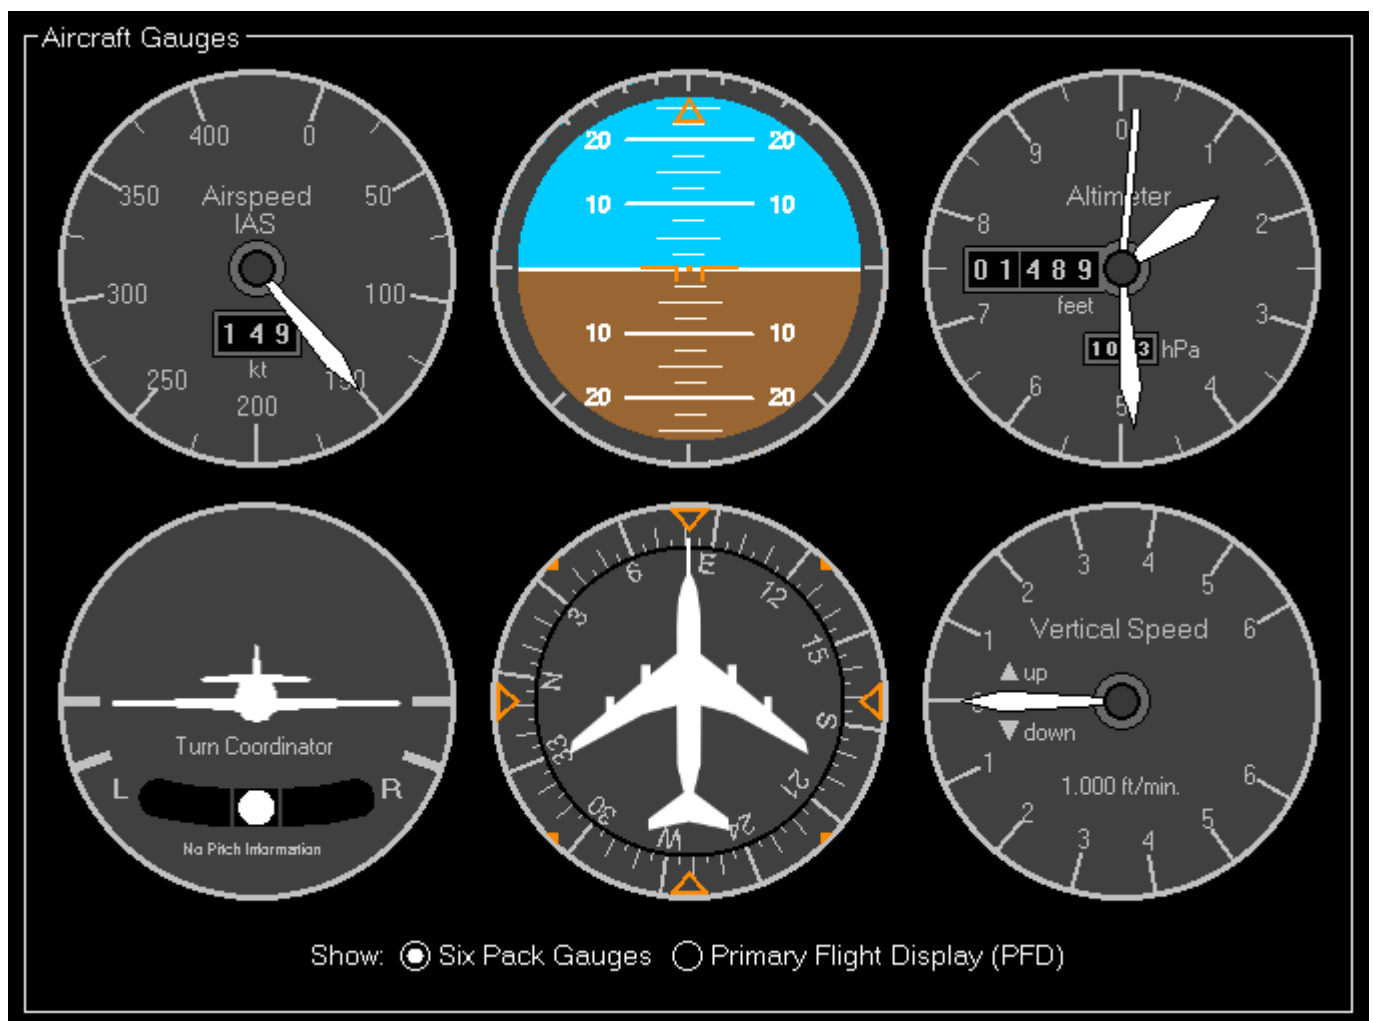 Aircraft Gauges
400 0
350 Airspeed 50
IAS
300 100
149
kt
250 150
200
20 20
10 10
10 10
20 20
0
9 1
Altimeter
8 2
01489
feet
7 3
hPa
6 4
5
Turn Coordinator
L R
No Pitch Information
6 E 12
3 15
N S
33 21
30 W 24
3 4
2 5
1 Vertical Speed 6
up
down
1 6
1.000 ft/min.
2 5
3 4
Show: Six Pack Gauges Primary Flight Display (PFD)